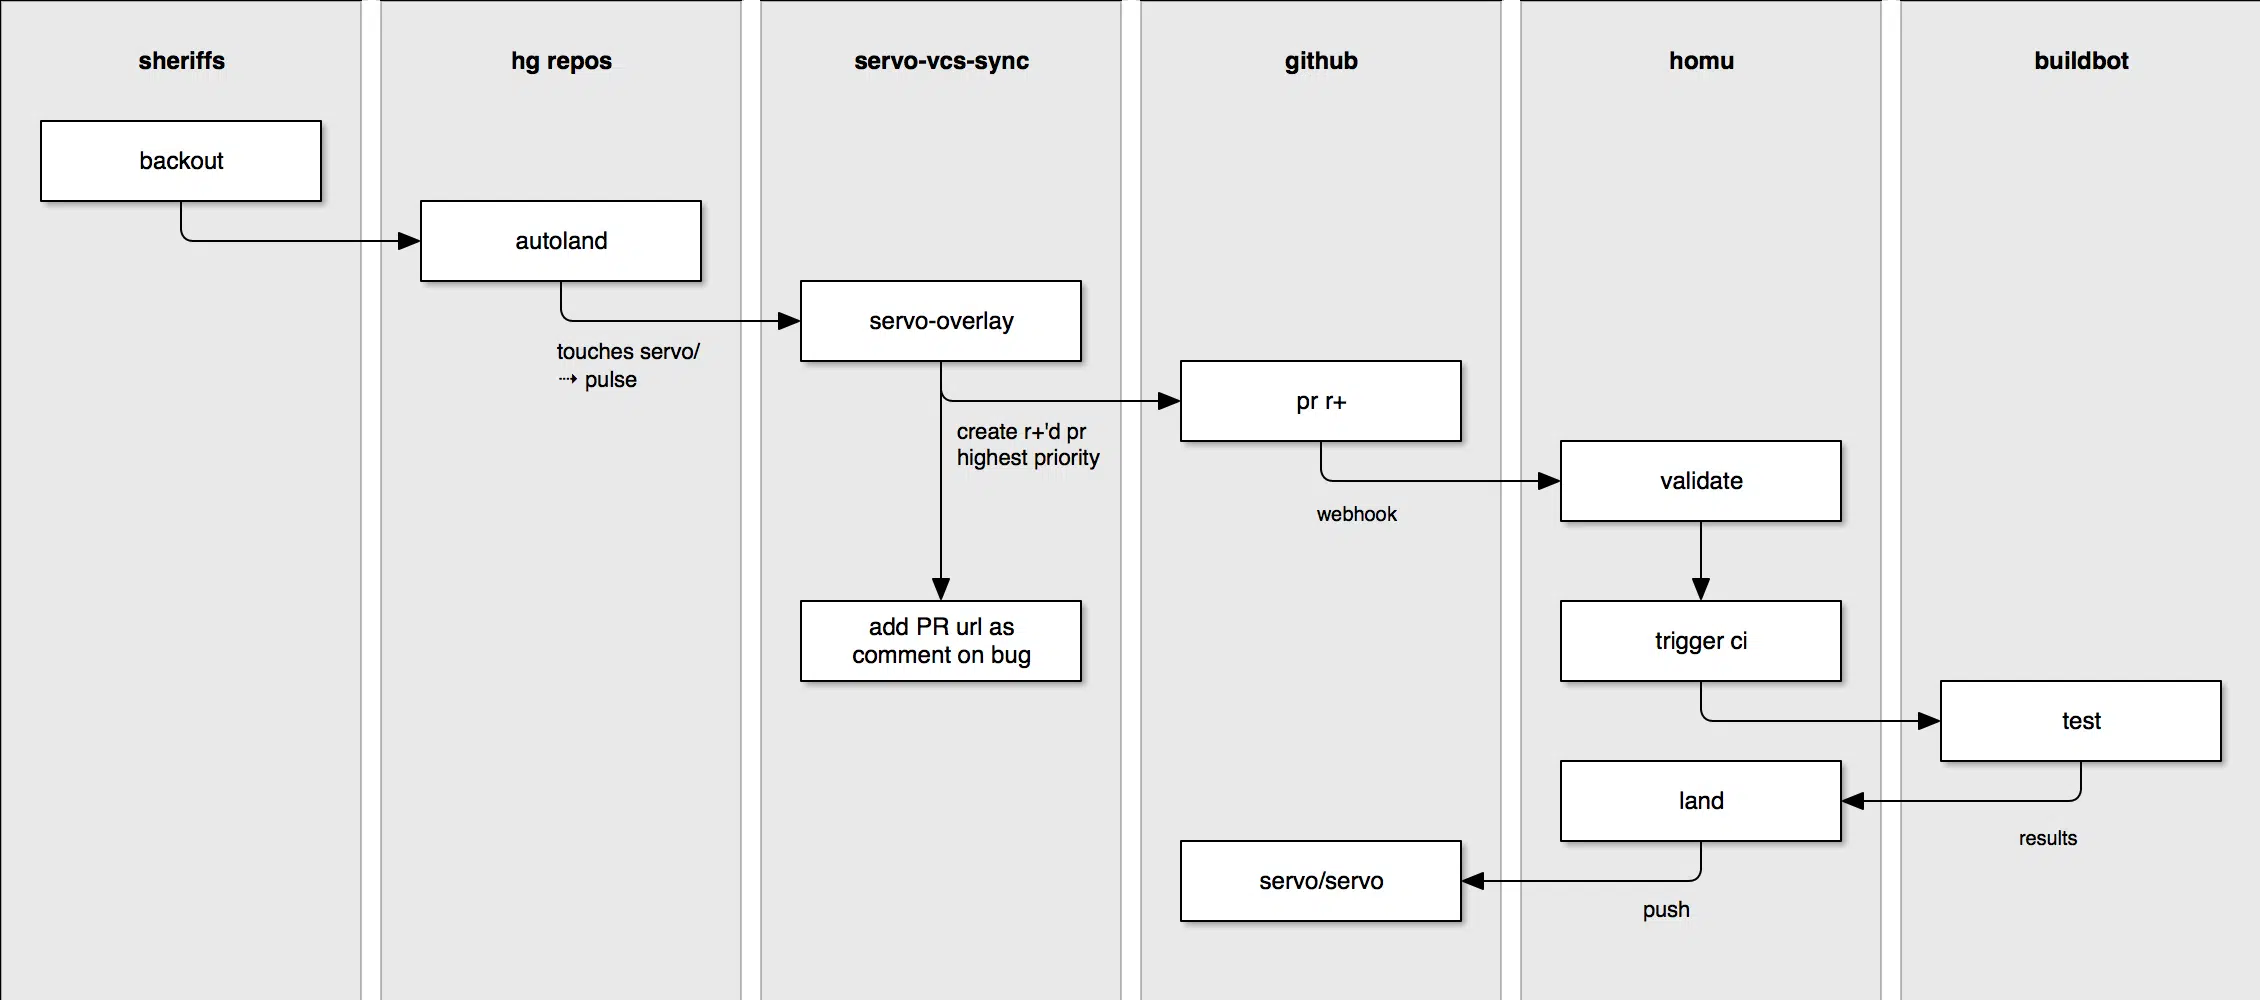 sheriffs
hg repos
servo-vcs-sync
github
homu
buildbot
backout
autoland
servo-overlay
touches servo/
⤑ pulse
pr r+
create r+'d pr
highest priority
validate
webhook
add PR url as
comment on bug
trigger ci
test
land
results
servo/servo
push